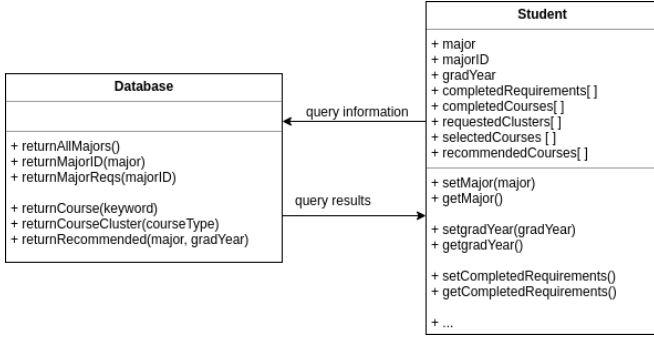 Database
+ returnAllMajors()
+ returnMajorID(major)
+ returnMajorReqs(majorID)
+ returnCourse(keyword)
+ returnCourseCluster(courseType)
+ returnRecommended(major, gradYear)
query information
query results
Student
+ major
+ majorID
+ gradYear
+ completedRequirements[ ]
+ completedCourses[ ]
+ requestedClusters[ ]
+ selectedCourses [ ]
+ recommendedCourses[ ]
+ setMajor(major)
+ getMajor()
+ setgradYear(gradYear)
+ getgradYear()
+ setCompletedRequirements()
+ getCompletedRequirements()
+ ...